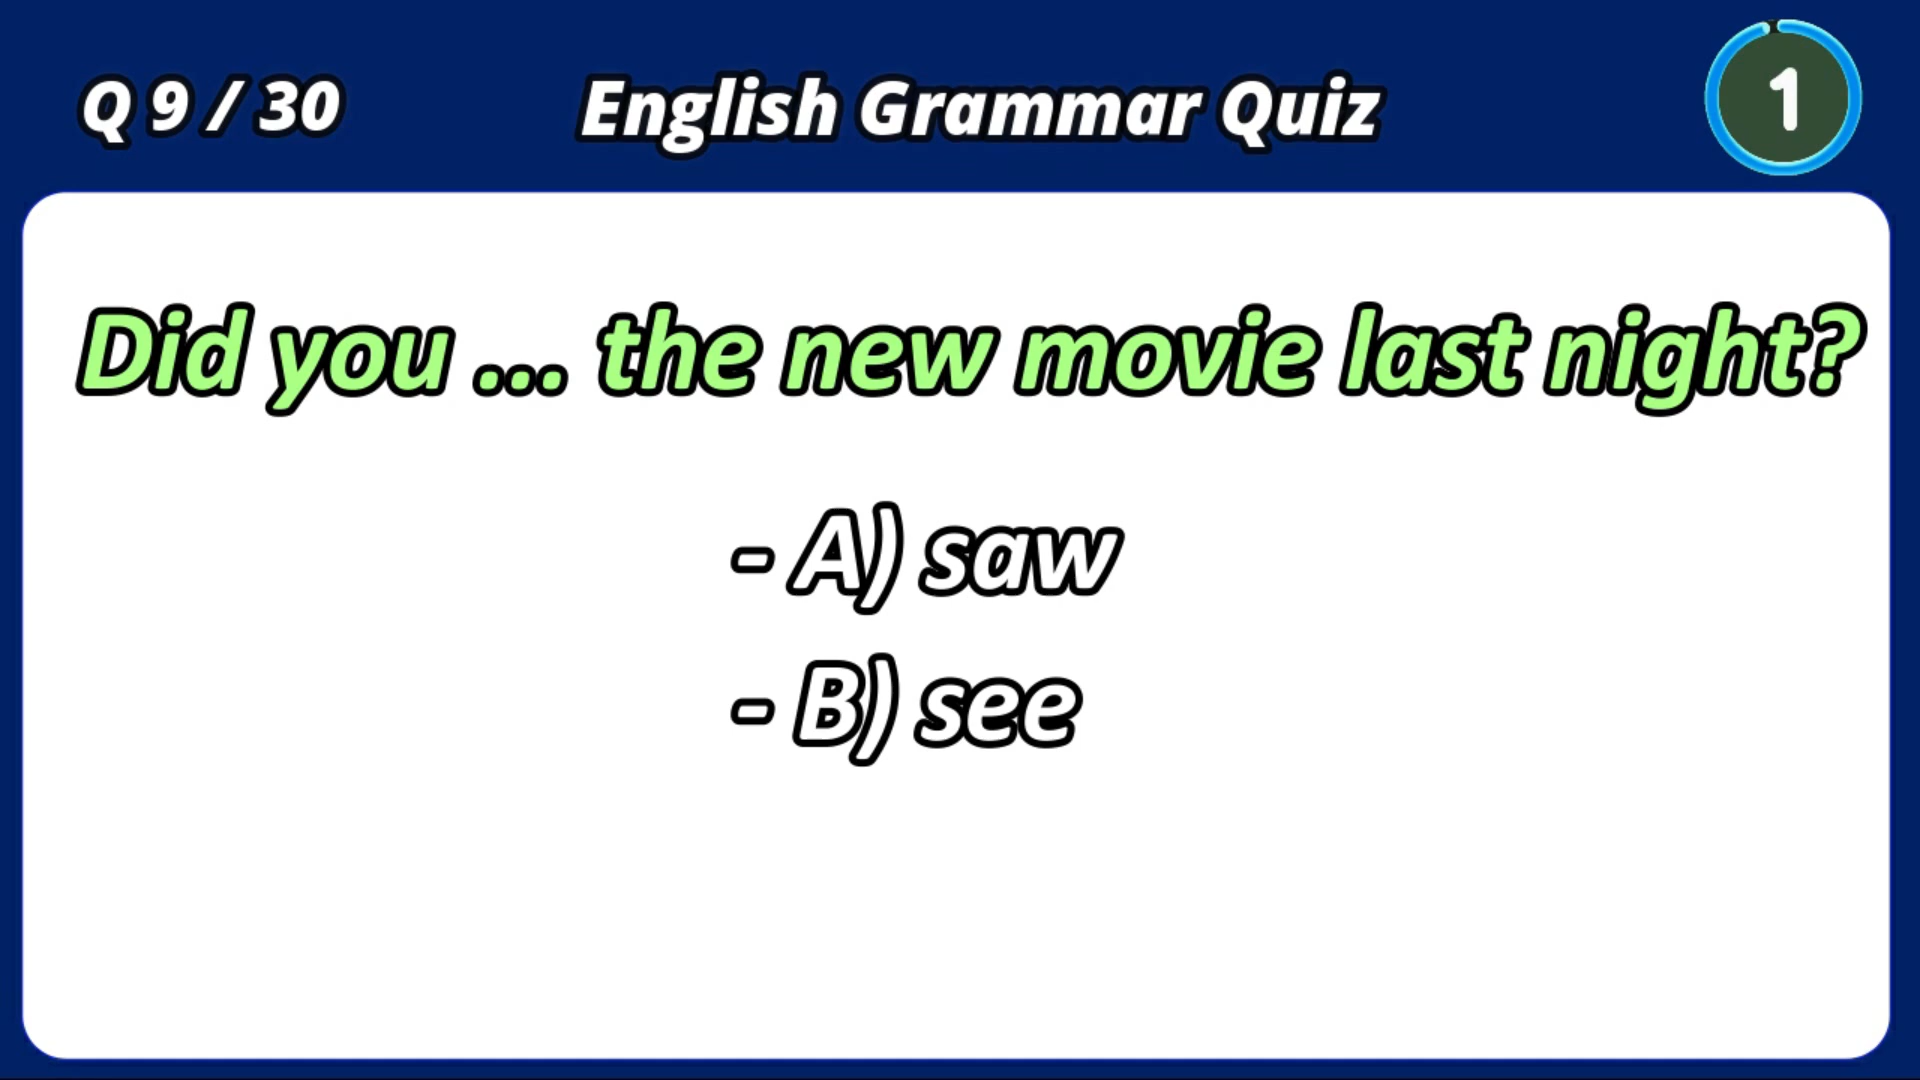 Q 9 / 30
English Grammar Quiz
1
Did you ... the new movie last night?
- A) saw
- B) see